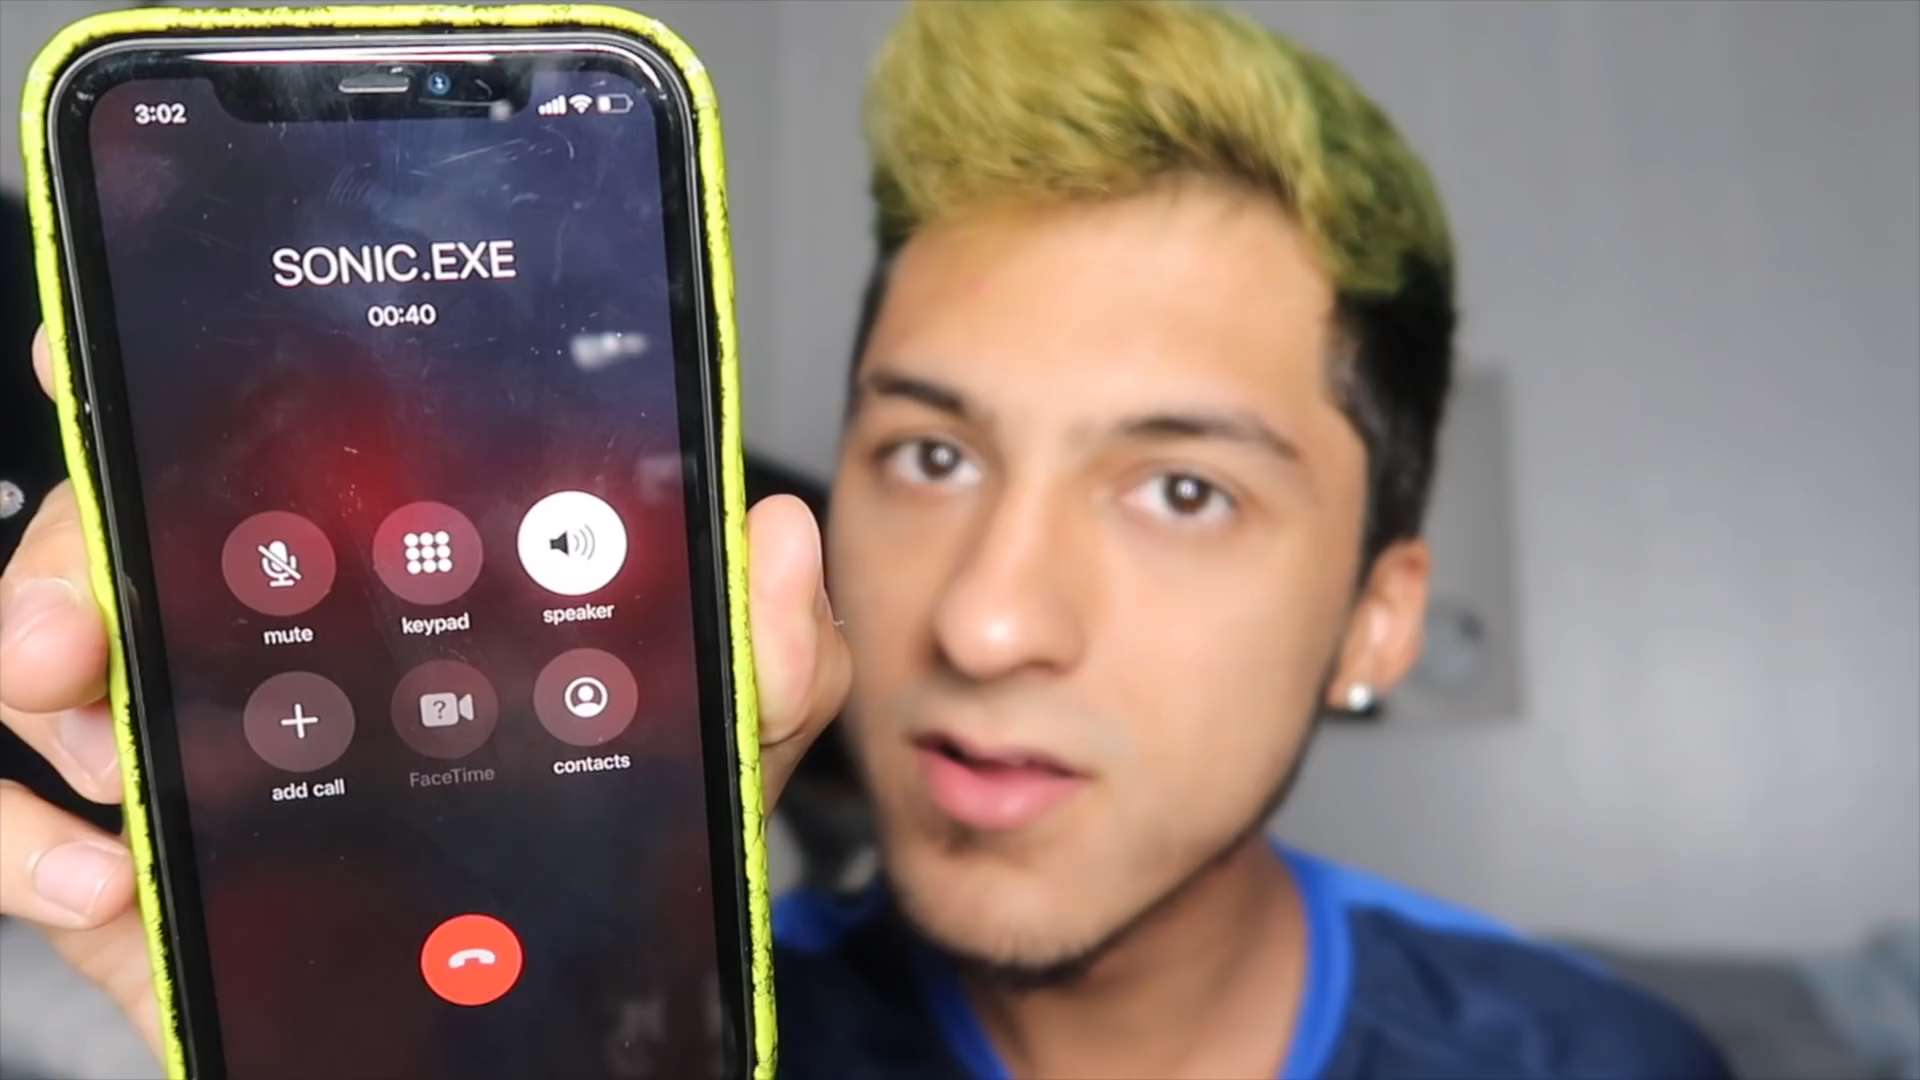 3:02
SONIC.EXE
00:40
mute
keypad
speaker
?
add call
FaceTime
contacts